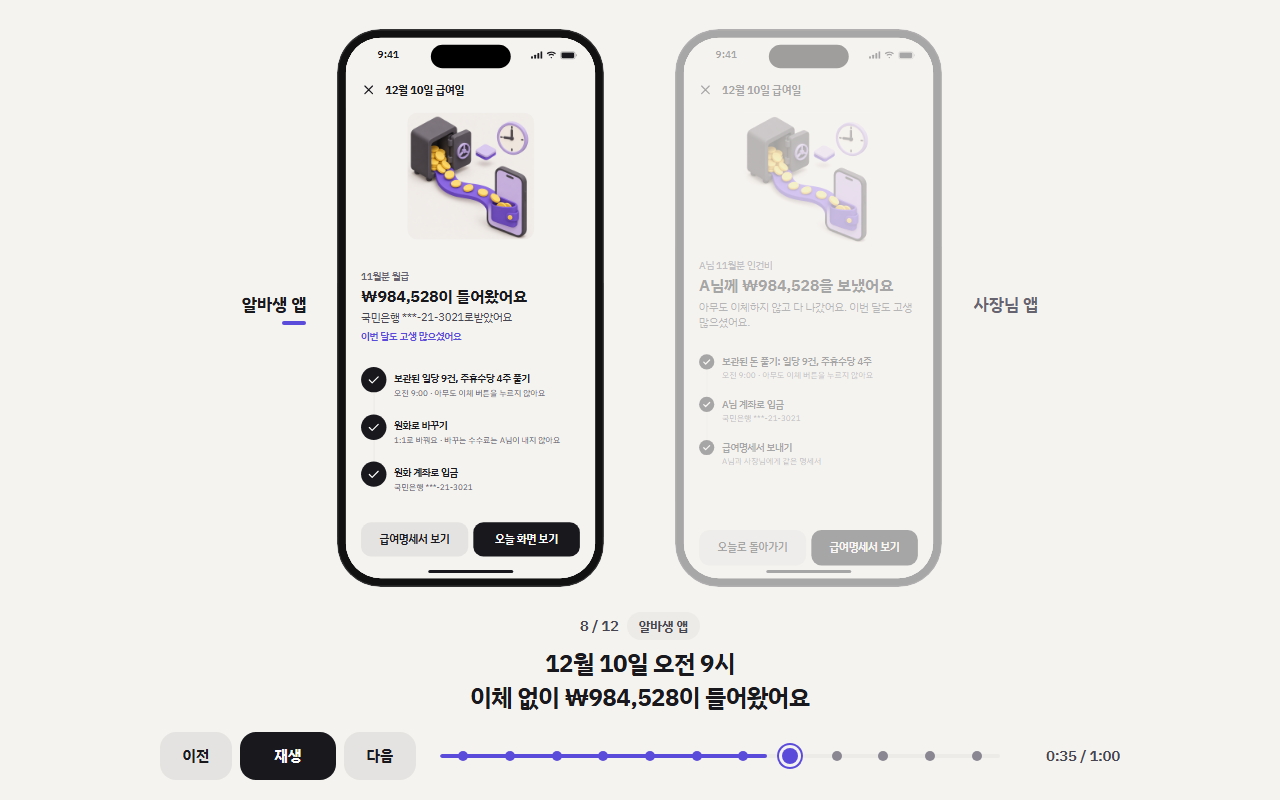 9:41
12월 10일 급여일
11월분 월급
₩984,528이 들어왔어요
국민은행 ***-21-3021로받았어요
이번 달도 고생 많으셨어요
보관된 일당 9건, 주휴수당 4주 풀기
오전 9:00 · 아무도 이체 버튼을 누르지 않아요
원화로 바꾸기
1:1로 바꿔요 · 바꾸는 수수료는 A님이 내지 않아요
원화 계좌로 입금
국민은행 ***-21-3021
급여명세서 보기
오늘 화면 보기
알바생 앱
9:41
12월 10일 급여일
A님 11월분 인건비
A님께 ₩984,528을 보냈어요
아무도 이체하지 않고 다 나갔어요. 이번 달도 고생
많으셨어요.
보관된 돈 풀기: 일당 9건, 주휴수당 4주
오전 9:00 · 아무도 이체 버튼을 누르지 않아요
A님 계좌로 입금
국민은행 ***-21-3021
급여명세서 보내기
A님과 사장님에게 같은 명세서
오늘로 돌아가기
급여명세서 보기
사장님 앱
8 / 12
알바생 앱
12월 10일 오전 9시
이체 없이 ₩984,528이 들어왔어요
이전
재생
다음
0:35 / 1:00